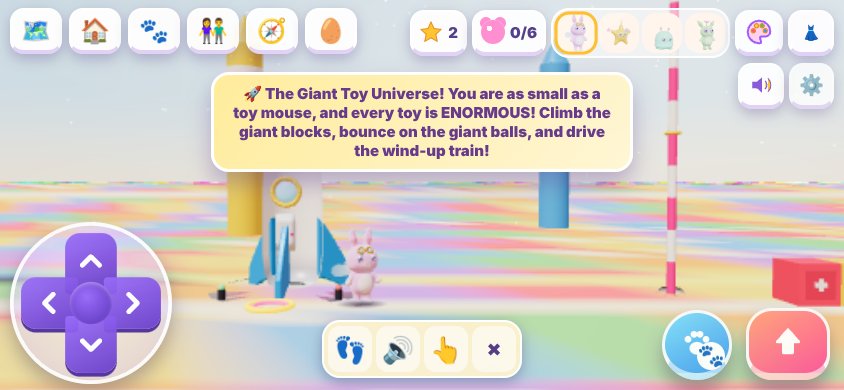 2
0/6
🚀 The Giant Toy Universe! You are as small as a
toy mouse, and every toy is ENORMOUS! Climb the
giant blocks, bounce on the giant balls, and drive
the wind-up train!